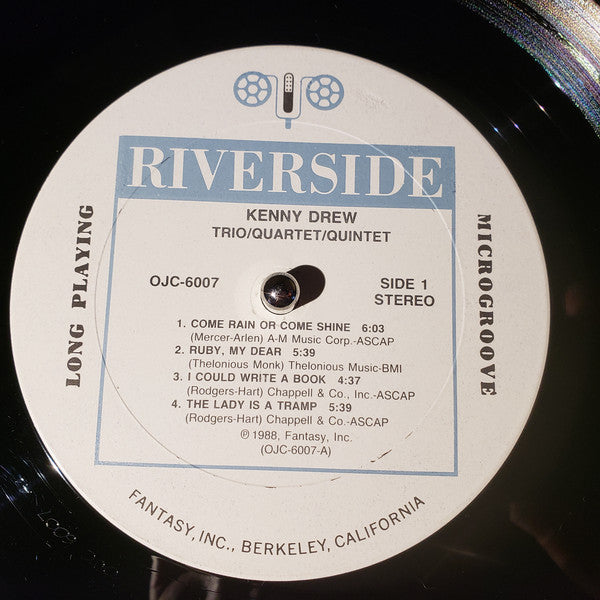 RIVERSIDE
KENNY DREW
TRIO/QUARTET/QUINTET
LONG PLAYING
MICROGROOVE
OJC-6007
SIDE 1
STEREO
1. COME RAIN OR COME SHINE 6:03
(Mercer-Arlen) A-M Music Corp.-ASCAP
2. RUBY, MY DEAR 5:39
(Thelonious Monk) Thelonious Music-BMI
3. I COULD WRITE A BOOK 4:37
(Rodgers-Hart) Chappell & Co., Inc.-ASCAP
4. THE LADY IS A TRAMP 5:39
(Rodgers-Hart) Chappell & Co.-ASCAP
℗ 1988, Fantasy, Inc.
(OJC-6007-A)
FANTASY, INC., BERKELEY, CALIFORNIA